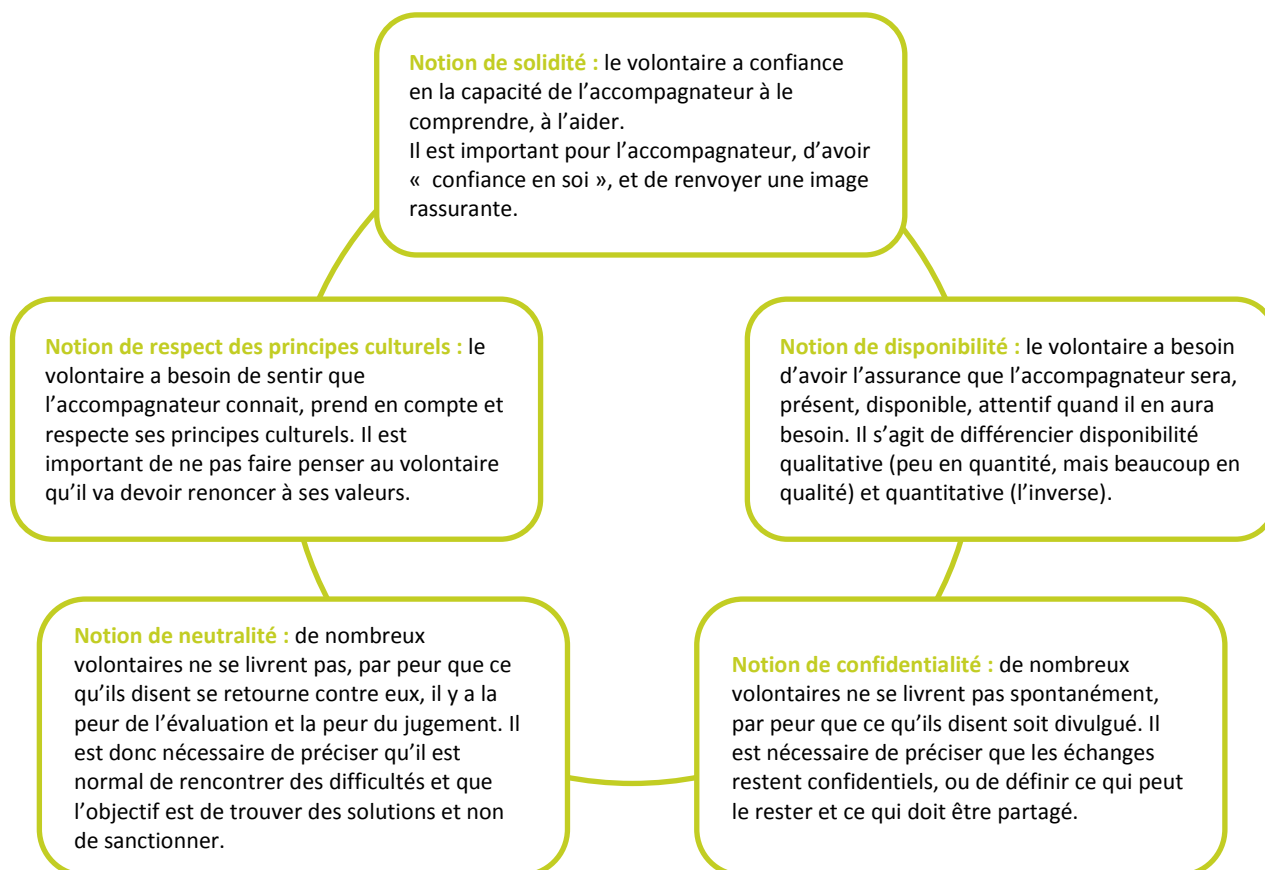 Notion de solidité : le volontaire a confiance
en la capacité de l’accompagnateur à le
comprendre, à l’aider.
Il est important pour l’accompagnateur, d’avoir
«  confiance en soi », et de renvoyer une image
rassurante.
Notion de respect des principes culturels : le
volontaire a besoin de sentir que
l’accompagnateur connait, prend en compte et
respecte ses principes culturels. Il est
important de ne pas faire penser au volontaire
qu’il va devoir renoncer à ses valeurs.
Notion de disponibilité : le volontaire a besoin
d’avoir l’assurance que l’accompagnateur sera,
présent, disponible, attentif quand il en aura
besoin. Il s’agit de différencier disponibilité
qualitative (peu en quantité, mais beaucoup en
qualité) et quantitative (l’inverse).
Notion de neutralité : de nombreux
volontaires ne se livrent pas, par peur que ce
qu’ils disent se retourne contre eux, il y a la
peur de l’évaluation et la peur du jugement. Il
est donc nécessaire de préciser qu’il est
normal de rencontrer des difficultés et que
l’objectif est de trouver des solutions et non
de sanctionner.
Notion de confidentialité : de nombreux
volontaires ne se livrent pas spontanément,
par peur que ce qu’ils disent soit divulgué. Il
est nécessaire de préciser que les échanges
restent confidentiels, ou de définir ce qui peut
le rester et ce qui doit être partagé.